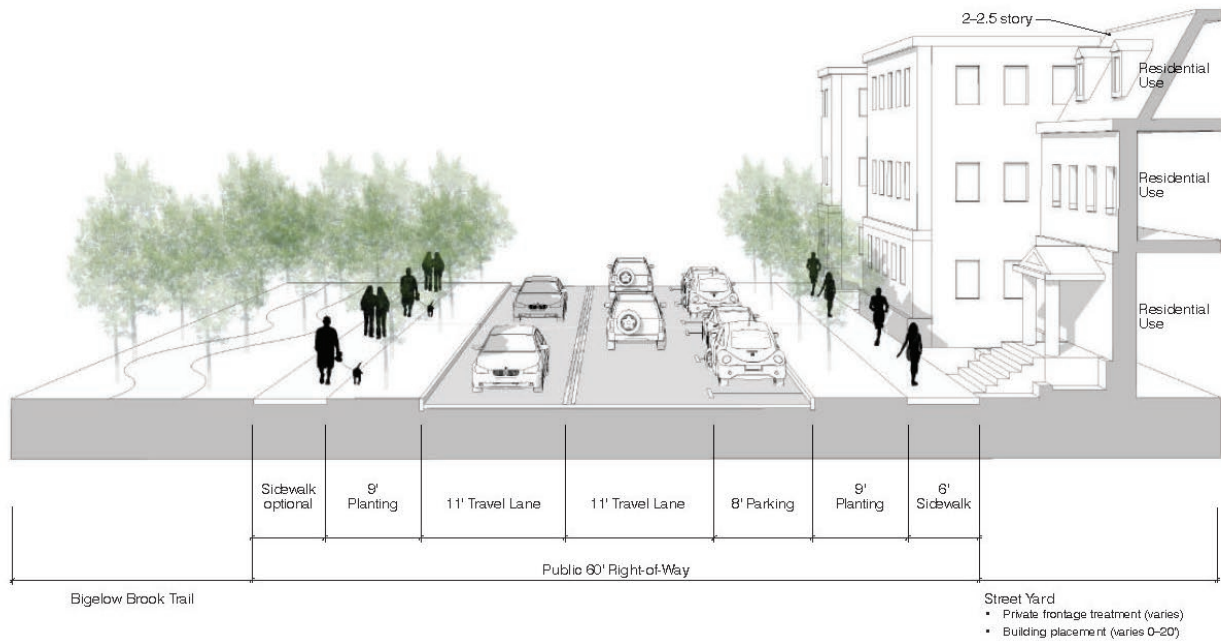 2–2.5 story
Residential
Use
Residential
Use
Residential
Use
Sidewalk
optional
9'
Planting
11' Travel Lane
11' Travel Lane
8' Parking
9'
Planting
6'
Sidewalk
Public 60' Right-of-Way
Bigelow Brook Trail
Street Yard
• Private frontage treatment (varies)
• Building placement (varies 0–20')